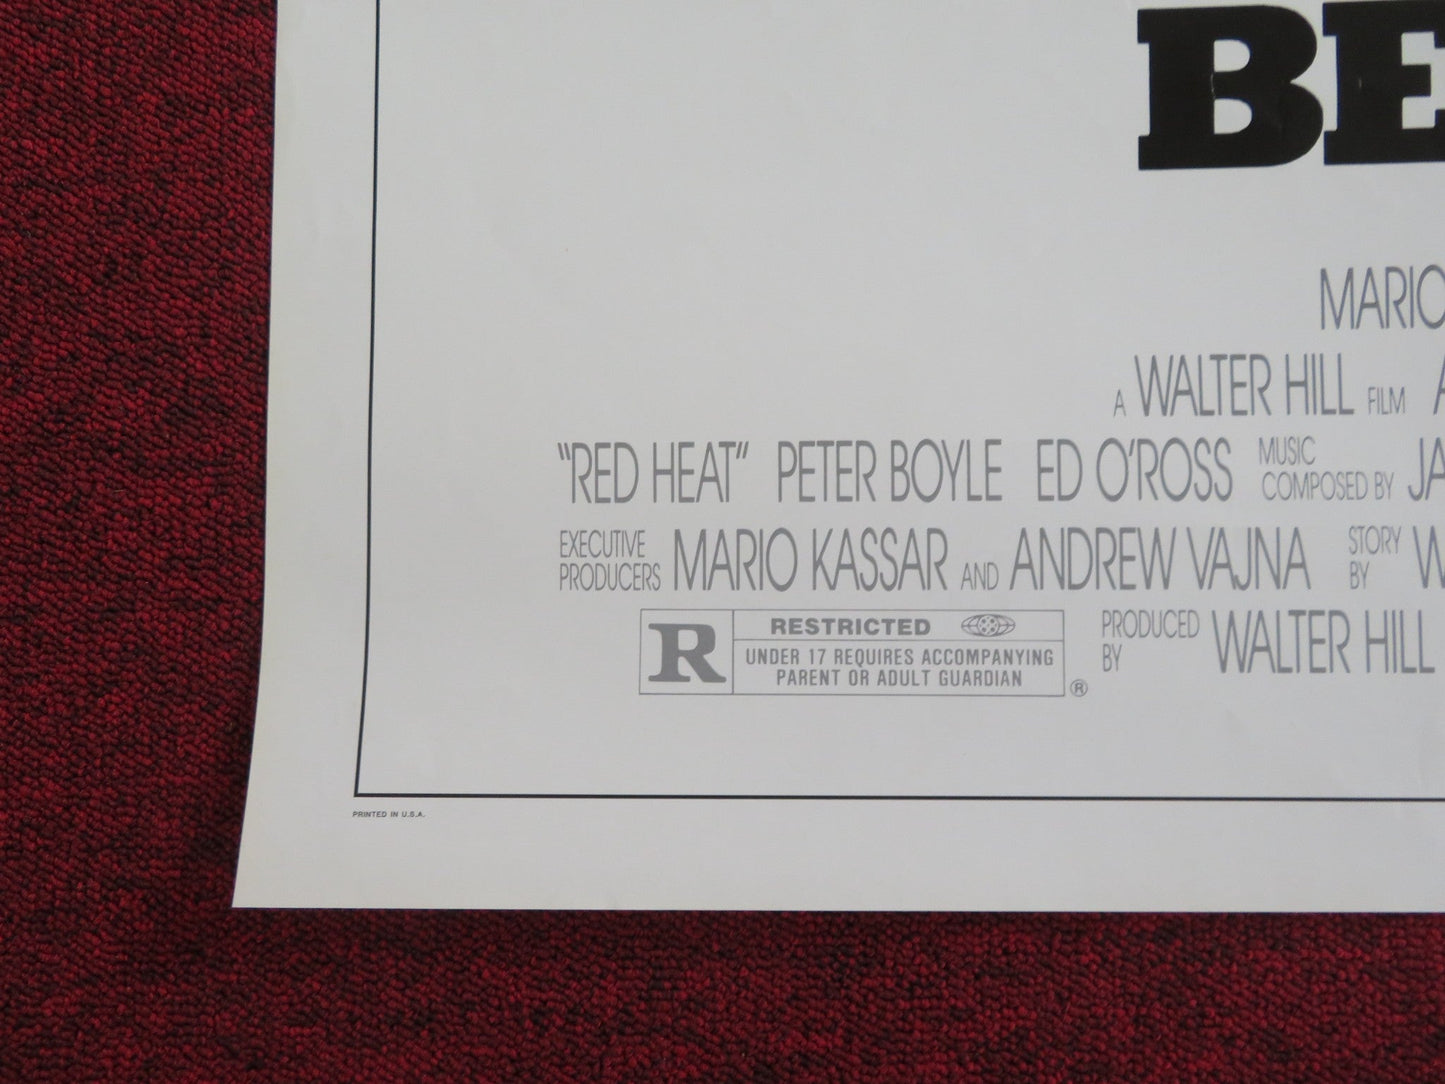 BE
MARIO
A WALTER HILL FILM A
"RED HEAT" PETER BOYLE ED O'ROSS MUSIC COMPOSED BY JA
EXECUTIVE PRODUCERS MARIO KASSAR AND ANDREW VAJNA STORY BY W
R RESTRICTED PRODUCED BY WALTER HILL
UNDER 17 REQUIRES ACCOMPANYING
PARENT OR ADULT GUARDIAN ®
PRINTED IN U.S.A.